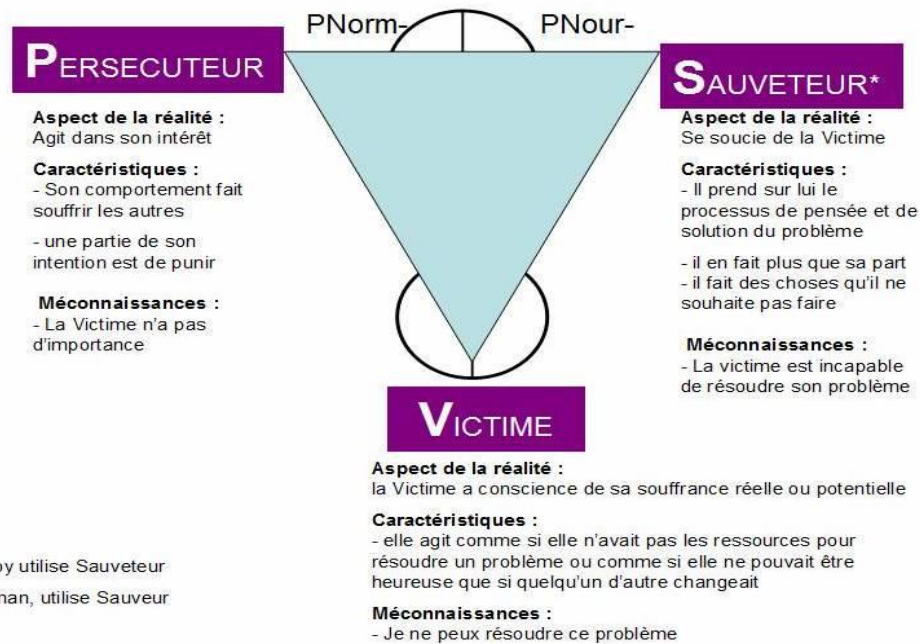 PNorm-
PNour-
PERSECUTEUR
Aspect de la réalité :
Agit dans son intérêt
Caractéristiques :
- Son comportement fait
souffrir les autres
- une partie de son
intention est de punir
Méconnaissances :
- La Victime n'a pas
d'importance
SAUVETEUR*
Aspect de la réalité :
Se soucie de la Victime
Caractéristiques :
- Il prend sur lui le
processus de pensée et de
solution du problème
- il en fait plus que sa part
- il fait des choses qu'il ne
souhaite pas faire
Méconnaissances :
- La victime est incapable
de résoudre son problème
VICTIME
Aspect de la réalité :
la Victime a conscience de sa souffrance réelle ou potentielle
Caractéristiques :
- elle agit comme si elle n'avait pas les ressources pour
résoudre un problème ou comme si elle ne pouvait être
heureuse que si quelqu'un d'autre changeait
Méconnaissances :
- Je ne peux résoudre ce problème
utilise Sauveteur
utilise Sauveur